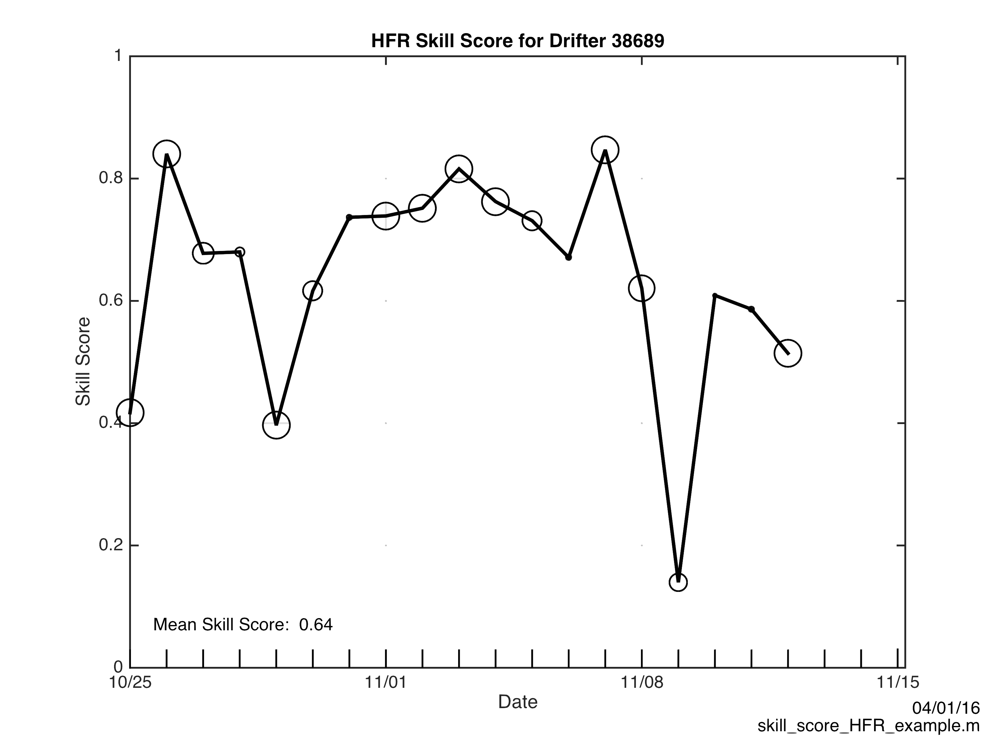 HFR Skill Score for Drifter 38689
1
0.8
0.6
0.4
0.2
0
Skill Score
Mean Skill Score:  0.64
10/25
11/01
11/08
11/15
Date
04/01/16
skill_score_HFR_example.m